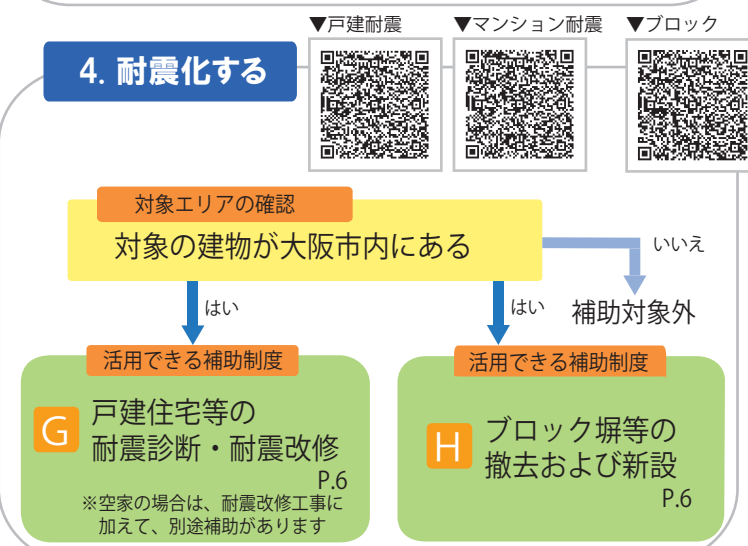 ▼戸建耐震
▼マンション耐震
▼ブロック
4. 耐震化する
対象エリアの確認
対象の建物が大阪市内にある
いいえ
はい
はい
補助対象外
活用できる補助制度
G
戸建住宅等の
耐震診断・耐震改修
P.6
※空家の場合は、耐震改修工事に
加えて、別途補助があります
活用できる補助制度
H
ブロック塀等の
撤去および新設
P.6